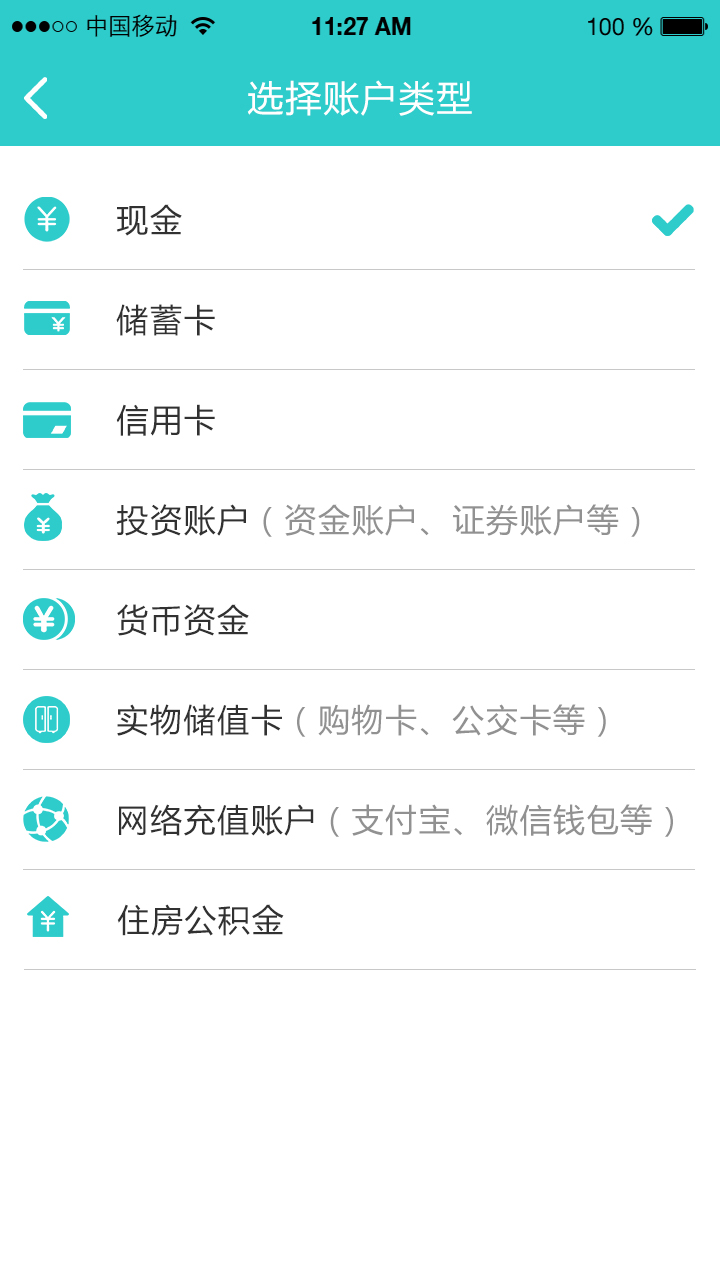 中国移动 11:27 AM 100 %
选择账户类型
¥ 现金
¥ 储蓄卡
信用卡
¥ 投资账户（资金账户、证券账户等）
¥ 货币资金
实物储值卡（购物卡、公交卡等）
网络充值账户（支付宝、微信钱包等）
¥ 住房公积金